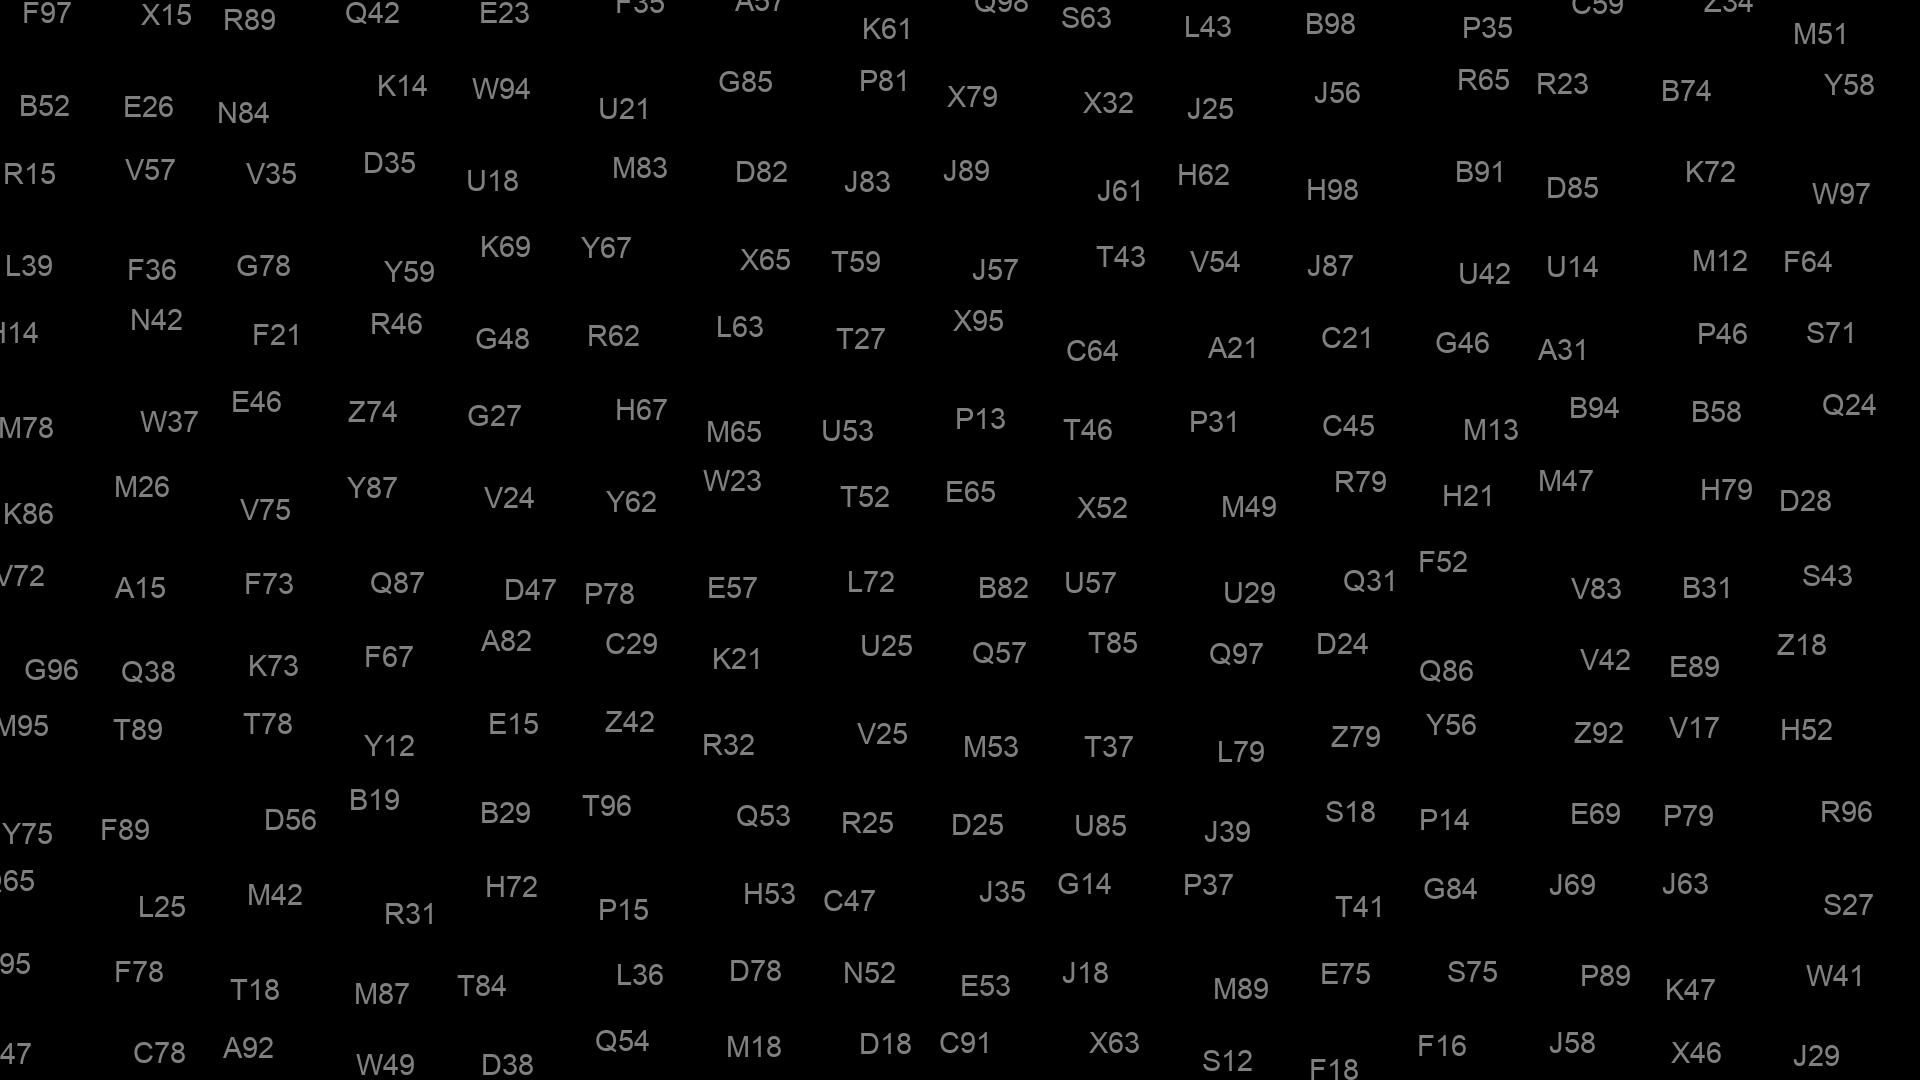 F97 X15 R89 Q42 E23 F35 A57 K61 Q98 S63 L43 B98 P35 C59 Z34 M51
B52 E26 N84 K14 W94 U21 G85 P81 X79 X32 J25 J56 R65 R23 B74 Y58
R15 V57 V35 D35 U18 M83 D82 J83 J89 J61 H62 H98 B91 D85 K72 W97
L39 F36 G78 Y59 K69 Y67 X65 T59 J57 T43 V54 J87 U42 U14 M12 F64
H14 N42 F21 R46 G48 R62 L63 T27 X95 C64 A21 C21 G46 A31 P46 S71
M78 W37 E46 Z74 G27 H67 M65 U53 P13 T46 P31 C45 M13 B94 B58 Q24
K86 M26 V75 Y87 V24 Y62 W23 T52 E65 X52 M49 R79 H21 M47 H79 D28
V72 A15 F73 Q87 D47 P78 E57 L72 B82 U57 U29 Q31 F52 V83 B31 S43
G96 Q38 K73 F67 A82 C29 K21 U25 Q57 T85 Q97 D24 Q86 V42 E89 Z18
M95 T89 T78 Y12 E15 Z42 R32 V25 M53 T37 L79 Z79 Y56 Z92 V17 H52
Y75 F89 D56 B19 B29 T96 Q53 R25 D25 U85 J39 S18 P14 E69 P79 R96
65 L25 M42 R31 H72 P15 H53 C47 J35 G14 P37 T41 G84 J69 J63 S27
95 F78 T18 M87 T84 L36 D78 N52 E53 J18 M89 E75 S75 P89 K47 W41
47 C78 A92 W49 D38 Q54 M18 D18 C91 X63 S12 F18 F16 J58 X46 J29